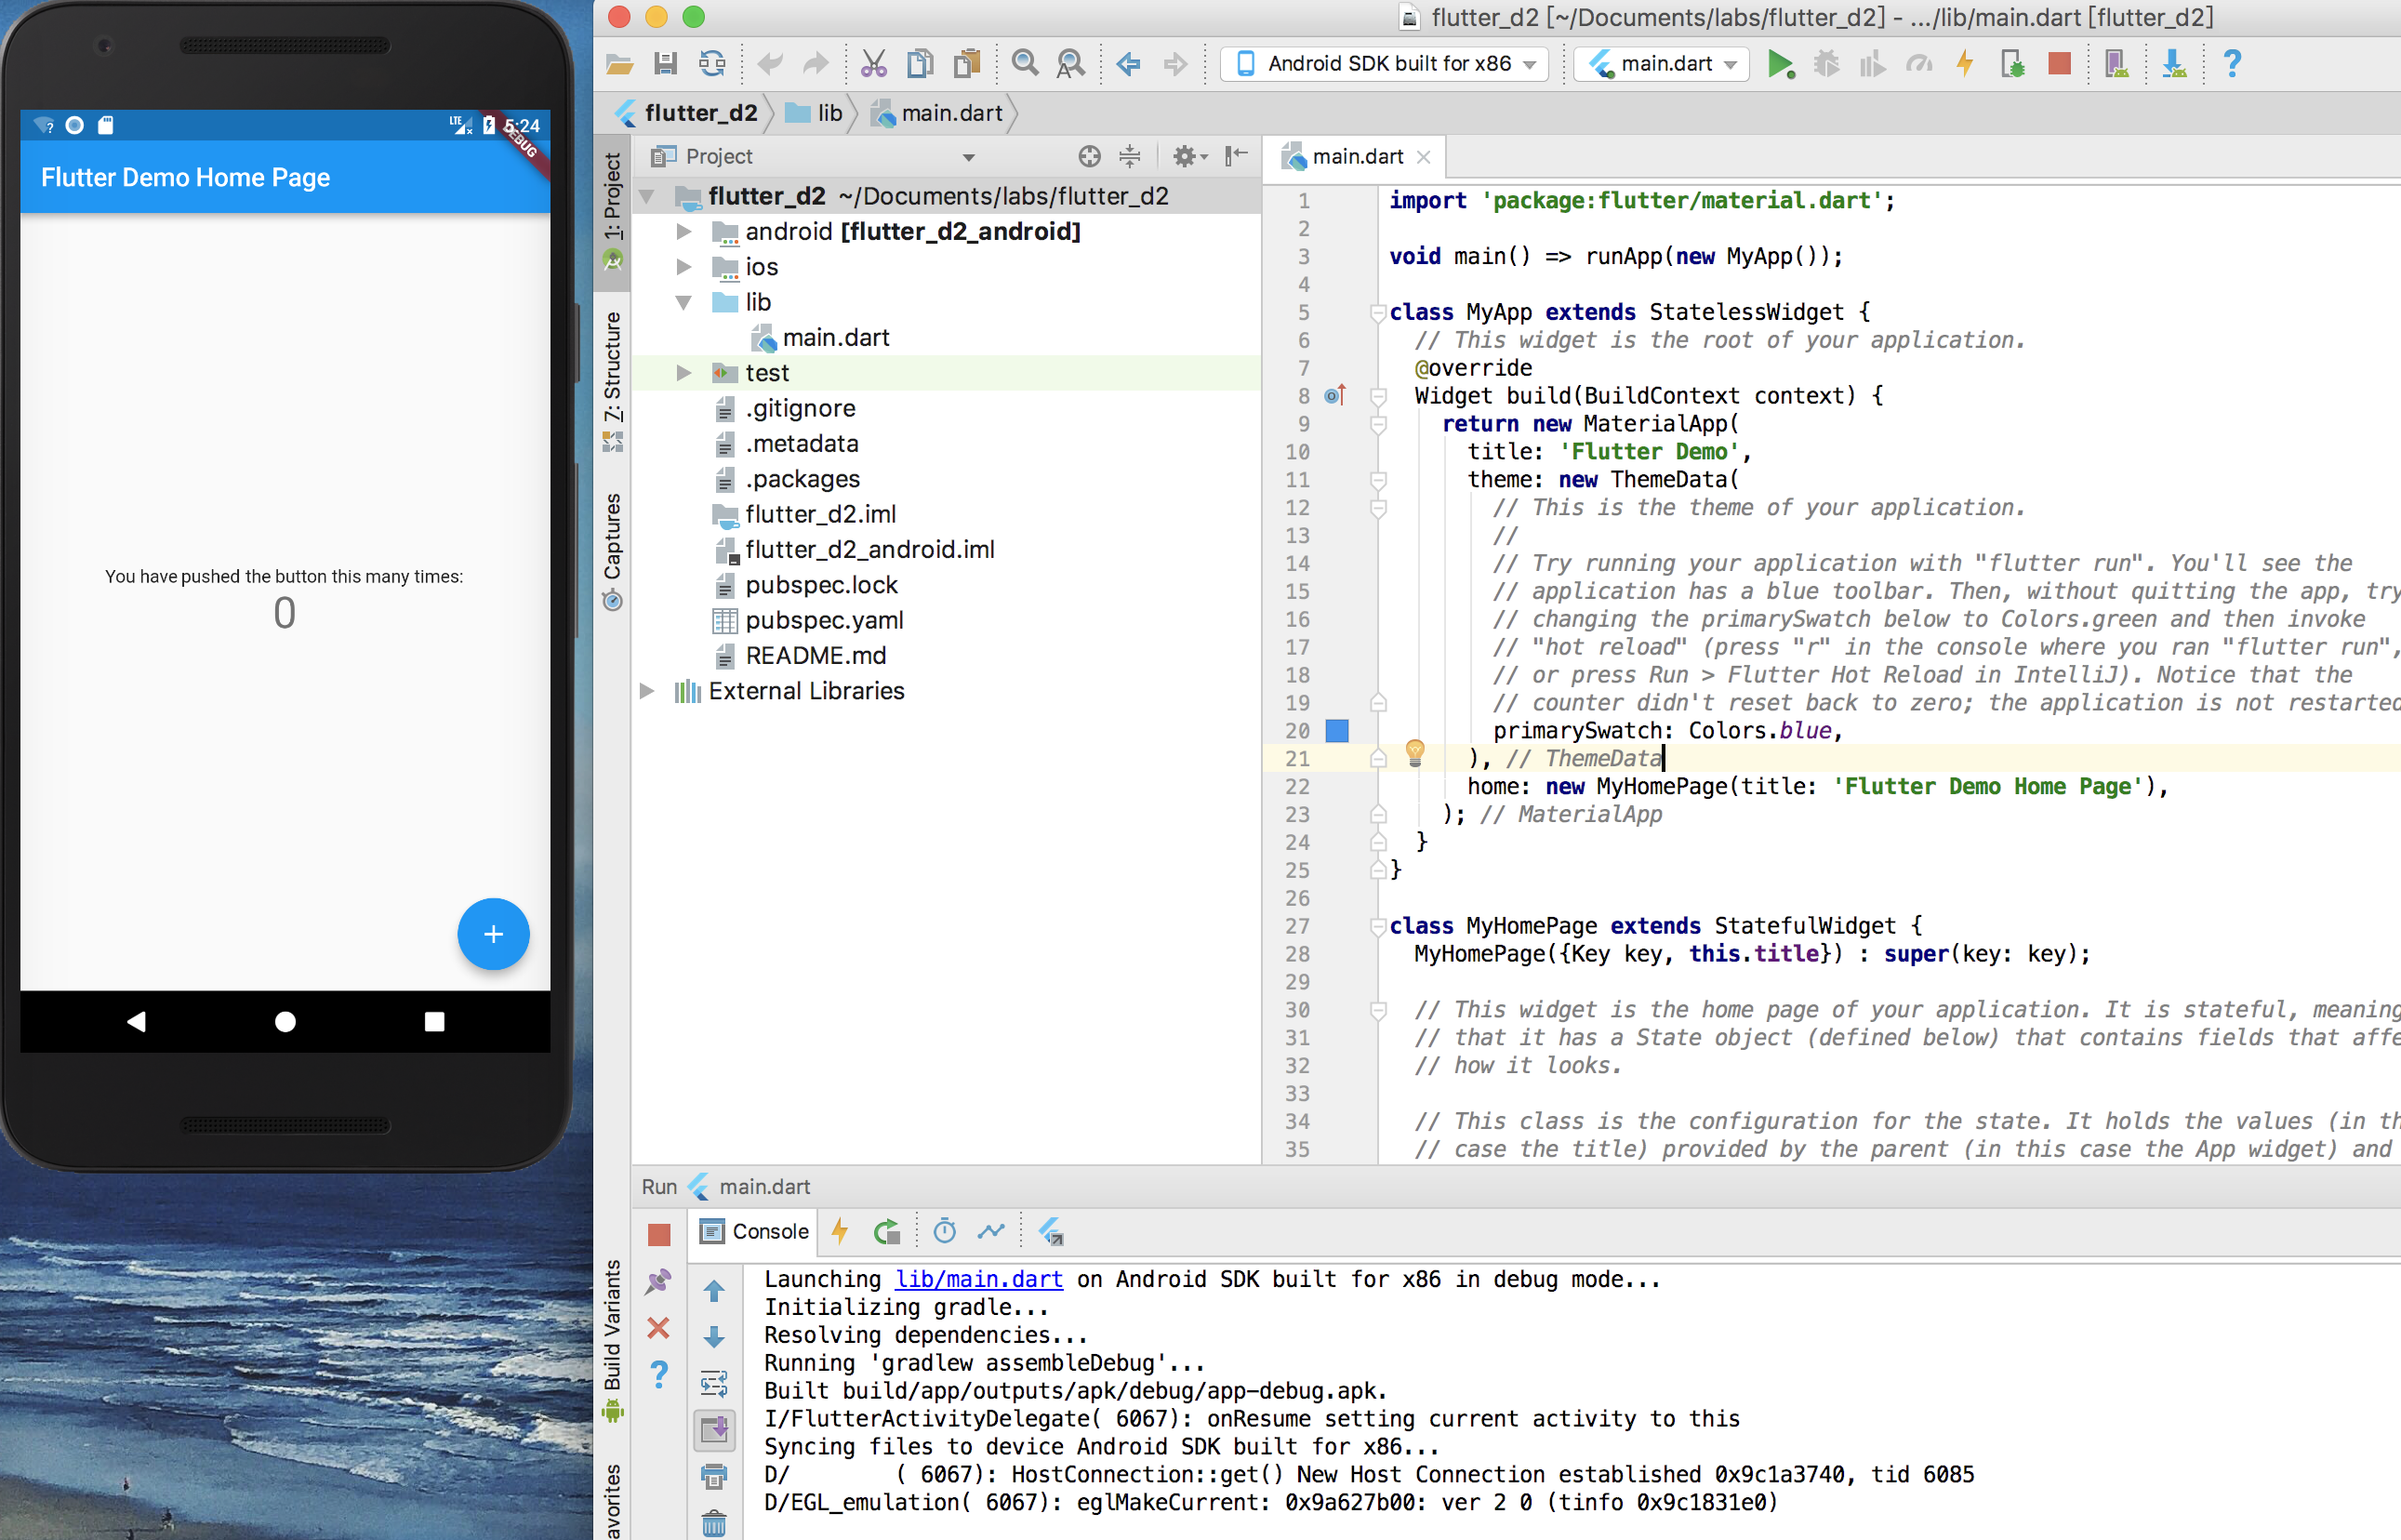 5:24
DEBUG
LTE
Flutter Demo Home Page
You have pushed the button this many times:
0
+
flutter_d2 [~/Documents/labs/flutter_d2] - .../lib/main.dart [flutter_d2]
Android SDK built for x86
main.dart
flutter_d2
lib
main.dart
1: Project
7: Structure
Captures
Build Variants
avorites
Project
flutter_d2 ~/Documents/labs/flutter_d2
android [flutter_d2_android]
ios
lib
main.dart
test
.gitignore
.metadata
.packages
flutter_d2.iml
flutter_d2_android.iml
pubspec.lock
pubspec.yaml
README.md
External Libraries
main.dart
1 import 'package:flutter/material.dart';
2
3 void main() => runApp(new MyApp());
4
5 class MyApp extends StatelessWidget {
6 // This widget is the root of your application.
7 @override
8 Widget build(BuildContext context) {
9 return new MaterialApp(
10 title: 'Flutter Demo',
11 theme: new ThemeData(
12 // This is the theme of your application.
13 //
14 // Try running your application with "flutter run". You'll see the
15 // application has a blue toolbar. Then, without quitting the app, try
16 // changing the primarySwatch below to Colors.green and then invoke
17 // "hot reload" (press "r" in the console where you ran "flutter run",
18 // or press Run > Flutter Hot Reload in IntelliJ). Notice that the
19 // counter didn't reset back to zero; the application is not restarted
20 primarySwatch: Colors.blue,
21 ), // ThemeData
22 home: new MyHomePage(title: 'Flutter Demo Home Page'),
23 ); // MaterialApp
24 }
25 }
26
27 class MyHomePage extends StatefulWidget {
28 MyHomePage({Key key, this.title}) : super(key: key);
29
30 // This widget is the home page of your application. It is stateful, meaning
31 // that it has a State object (defined below) that contains fields that affe
32 // how it looks.
33
34 // This class is the configuration for the state. It holds the values (in th
35 // case the title) provided by the parent (in this case the App widget) and
Run main.dart
Console
Launching lib/main.dart on Android SDK built for x86 in debug mode...
Initializing gradle...
Resolving dependencies...
Running 'gradlew assembleDebug'...
Built build/app/outputs/apk/debug/app-debug.apk.
I/FlutterActivityDelegate( 6067): onResume setting current activity to this
Syncing files to device Android SDK built for x86...
D/        ( 6067): HostConnection::get() New Host Connection established 0x9c1a3740, tid 6085
D/EGL_emulation( 6067): eglMakeCurrent: 0x9a627b00: ver 2 0 (tinfo 0x9c1831e0)